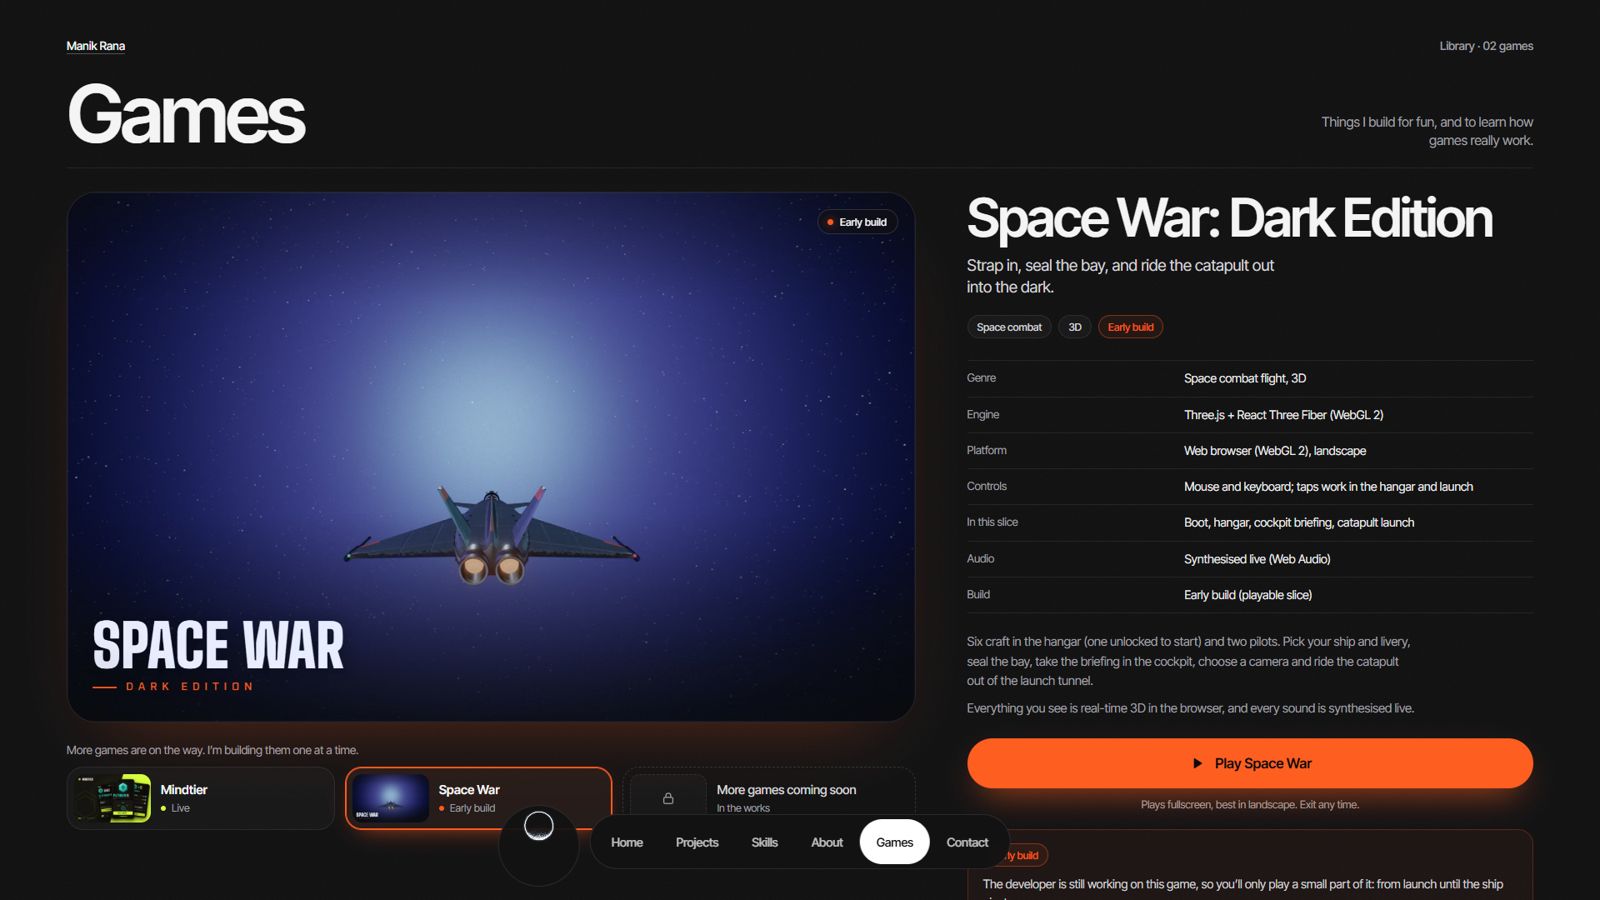 Manik Rana
Library · 02 games
Games
Things I build for fun, and to learn how
games really work.
Early build
SPACE WAR
DARK EDITION
Space War: Dark Edition
Strap in, seal the bay, and ride the catapult out
into the dark.
Space combat
3D
Early build
Genre
Space combat flight, 3D
Engine
Three.js + React Three Fiber (WebGL 2)
Platform
Web browser (WebGL 2), landscape
Controls
Mouse and keyboard; taps work in the hangar and launch
In this slice
Boot, hangar, cockpit briefing, catapult launch
Audio
Synthesised live (Web Audio)
Build
Early build (playable slice)
Six craft in the hangar (one unlocked to start) and two pilots. Pick your ship and livery,
seal the bay, take the briefing in the cockpit, choose a camera and ride the catapult
out of the launch tunnel.
Everything you see is real-time 3D in the browser, and every sound is synthesised live.
Play Space War
Plays fullscreen, best in landscape. Exit any time.
More games are on the way. I'm building them one at a time.
Mindtier
Live
SPACE WAR
Space War
Early build
More games coming soon
In the works
Home
Projects
Skills
About
Games
Contact
build
The developer is still working on this game, so you'll only play a small part of it: from launch until the ship